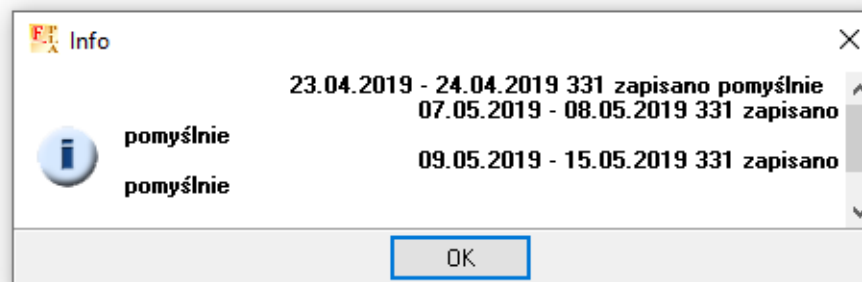 Info
23.04.2019 - 24.04.2019 331 zapisano pomyślnie
07.05.2019 - 08.05.2019 331 zapisano
pomyślnie
09.05.2019 - 15.05.2019 331 zapisano
pomyślnie
OK